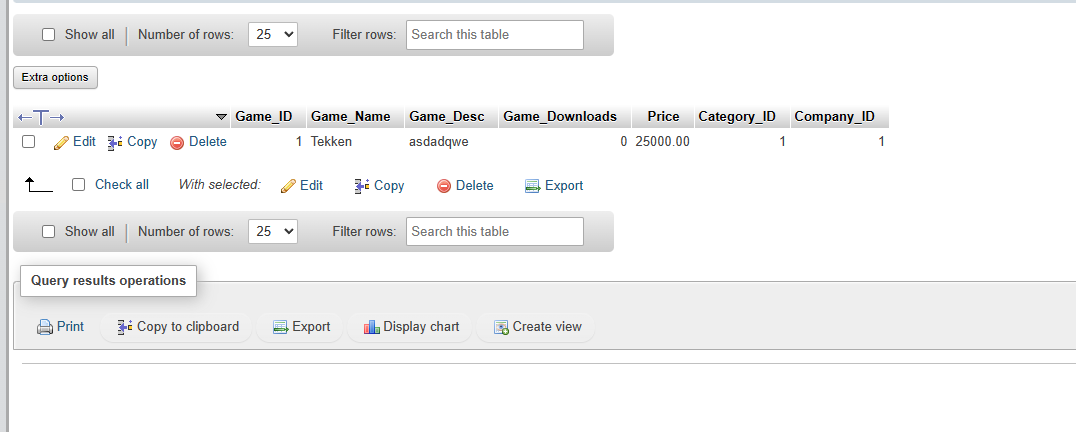 Show all Number of rows: 25 Filter rows: Search this table
Extra options
Game_ID Game_Name Game_Desc Game_Downloads Price Category_ID Company_ID
Edit Copy Delete 1 Tekken asdadqwe 0 25000.00 1 1
Check all With selected: Edit Copy Delete Export
Show all Number of rows: 25 Filter rows: Search this table
Query results operations
Print Copy to clipboard Export Display chart Create view